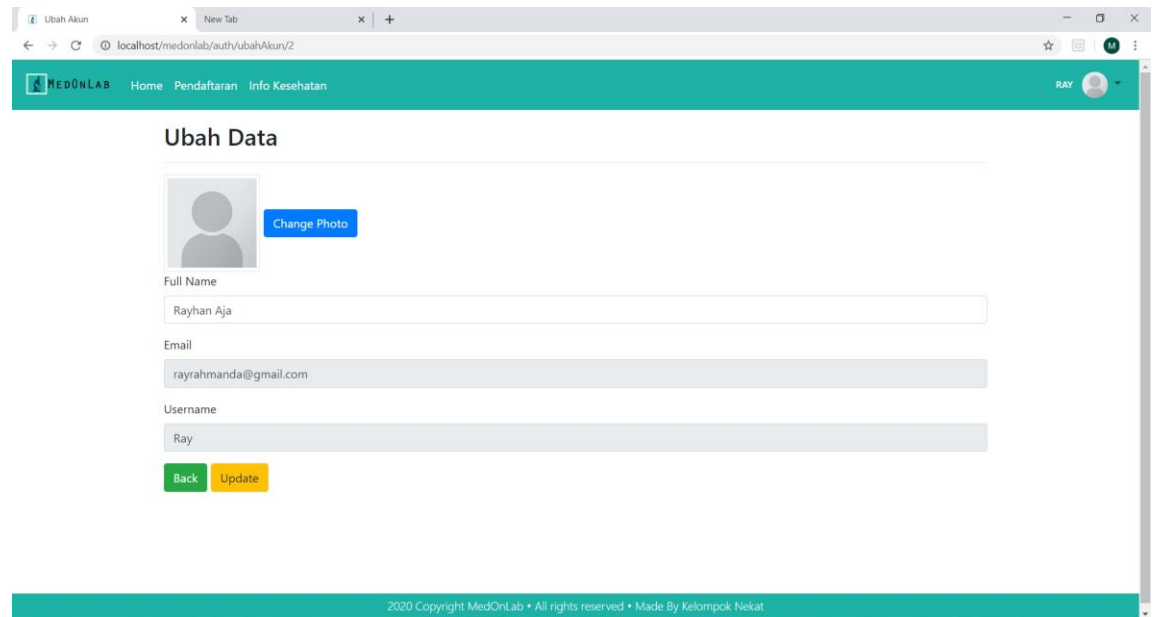 Ubah Akun New Tab
localhost/medonlab/auth/ubahAkun/2
M
MEDONLAB Home Pendaftaran Info Kesehatan RAY
Ubah Data
Change Photo
Full Name
Rayhan Aja
Email
rayrahmanda@gmail.com
Username
Ray
Back Update
2020 Copyright MedOnLab • All rights reserved • Made By Kelompok Nekat